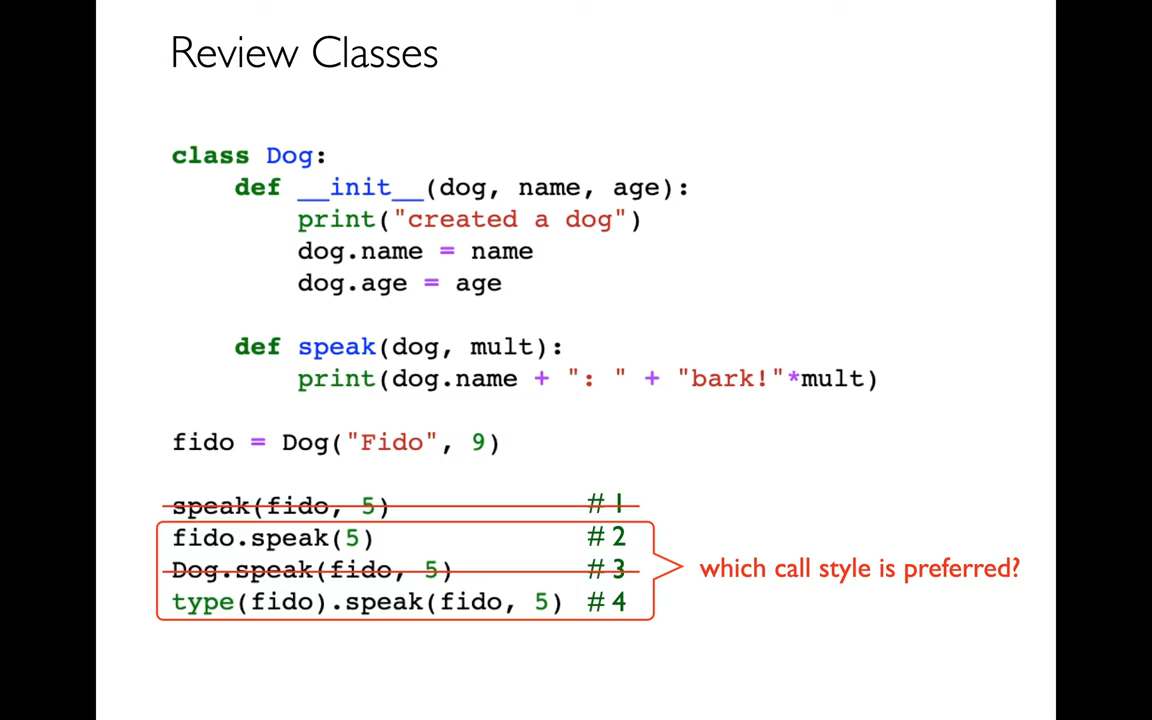 Review Classes
class Dog:
    def __init__(dog, name, age):
        print("created a dog")
        dog.name = name
        dog.age = age
    def speak(dog, mult):
        print(dog.name + ": " + "bark!"*mult)
fido = Dog("Fido", 9)
speak(fido, 5) # 1
fido.speak(5) # 2
Dog.speak(fido, 5) # 3
which call style is preferred?
type(fido).speak(fido, 5) # 4